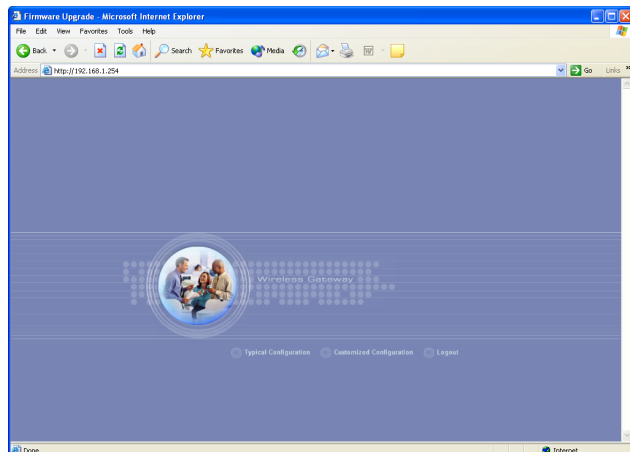 Firmware Upgrade - Microsoft Internet Explorer
File Edit View Favorites Tools Help
Back Search Favorites Media
Address http://192.168.1.254 Go Links »
Wireless Gateway
Typical Configuration Customized Configuration Logout
Done Internet